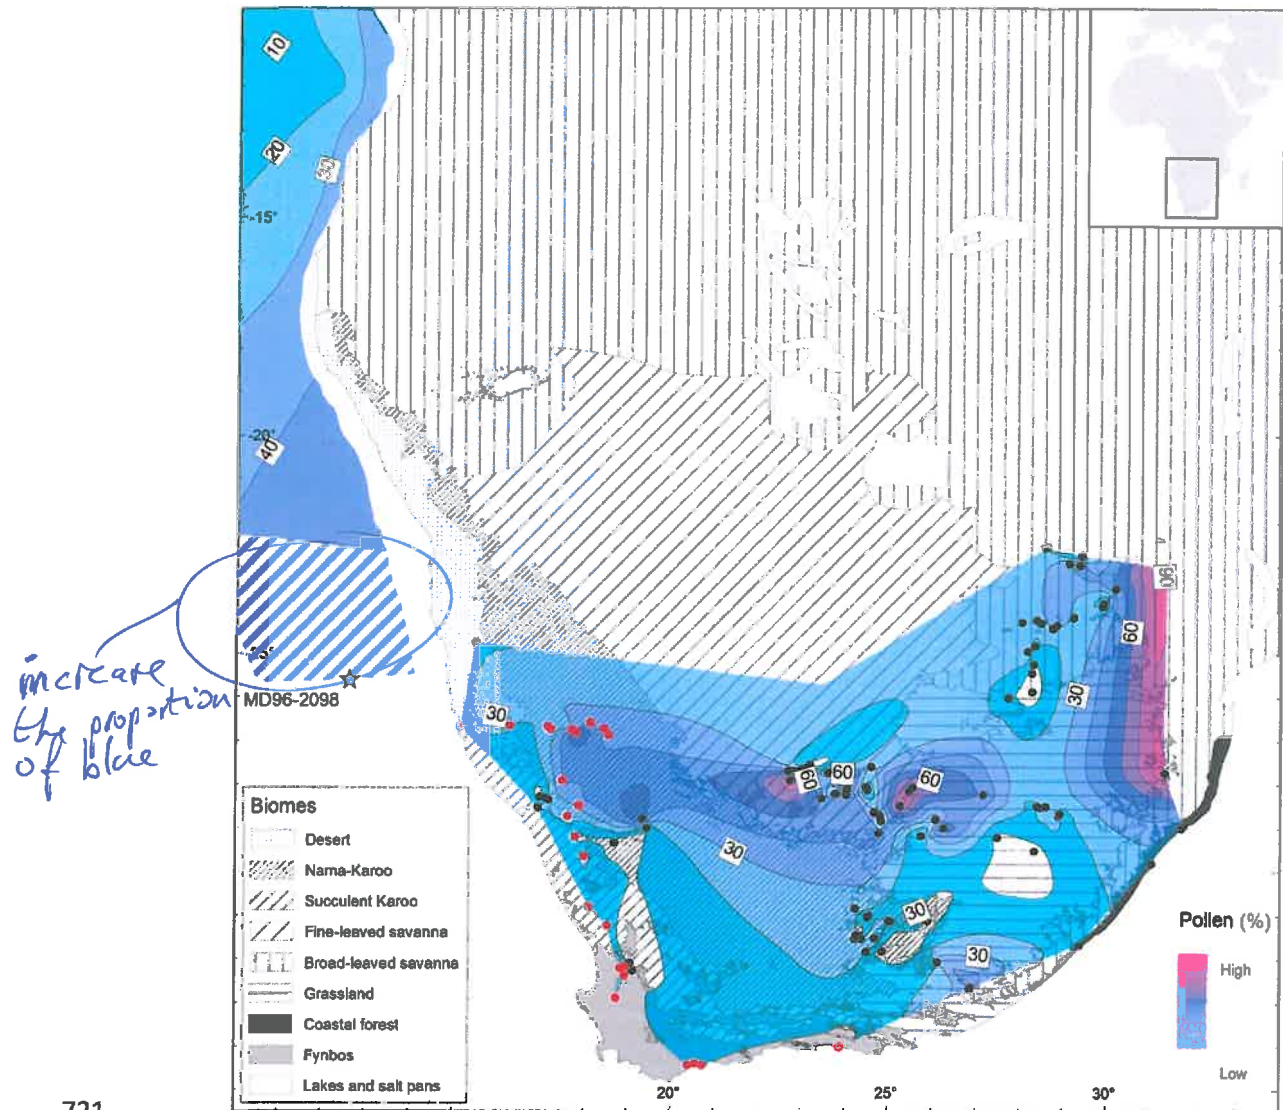 10
20
30
-15°
-20°
40
increare
the proportion
of blue
MD96-2098
30
60
60
60
90
30
30
30
30
Biomes
Desert
Nama-Karoo
Succulent Karoo
Fine-leaved savanna
Broad-leaved savanna
Grassland
Coastal forest
Fynbos
Lakes and salt pans
Pollen (%)
High
Low
20°
25°
30°
721